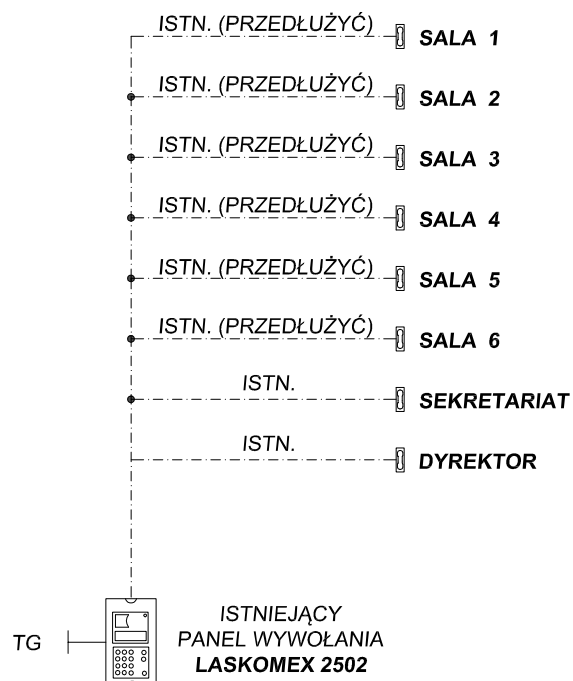 ISTN. (PRZEDŁUŻYĆ)
SALA 1
ISTN. (PRZEDŁUŻYĆ)
SALA 2
ISTN. (PRZEDŁUŻYĆ)
SALA 3
ISTN. (PRZEDŁUŻYĆ)
SALA 4
ISTN. (PRZEDŁUŻYĆ)
SALA 5
ISTN. (PRZEDŁUŻYĆ)
SALA 6
ISTN.
SEKRETARIAT
ISTN.
DYREKTOR
TG
ISTNIEJĄCY
PANEL WYWOŁANIA
LASKOMEX 2502